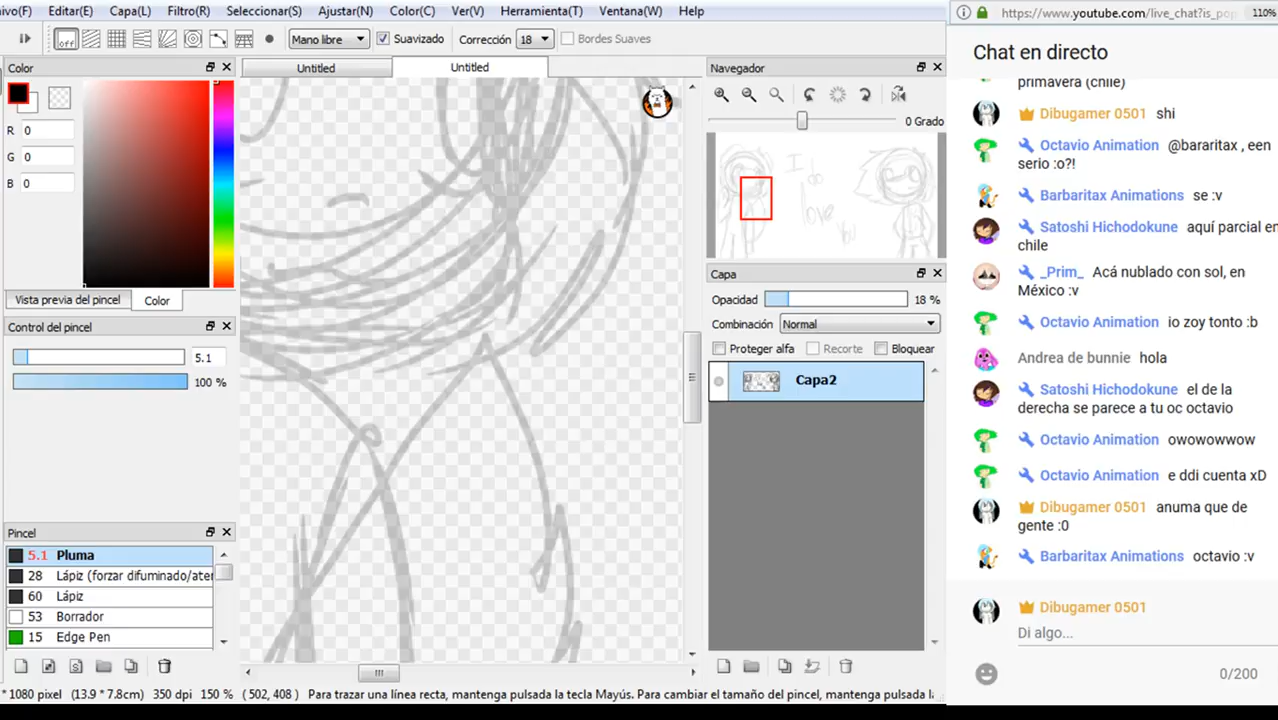 ivo(F) Editar(E) Capa(L) Filtro(R) Seleccionar(S) Ajustar(N) Color(C) Ver(V) Herramienta(T) Ventana(W) Help
off Mano libre Suavizado Corrección 18 Bordes Suaves
Color
Untitled Untitled
R 0
G 0
B 0
Vista previa del pincel Color
Control del pincel
5.1
100 %
Pincel
5.1 Pluma
28 Lápiz (forzar difuminado/ater
60 Lápiz
53 Borrador
15 Edge Pen
Navegador
0 Grado
I do
love
Capa
Opacidad 18 %
Combinación Normal
Proteger alfa Recorte Bloquear
Capa2
* 1080 pixel (13.9 * 7.8cm) 350 dpi 150 % ( 502, 408 ) Para trazar una línea recta, mantenga pulsada la tecla Mayús. Para cambiar el tamaño del pincel, mantenga pulsada l
https://www.youtube.com/live_chat?is_pop 110%
Chat en directo
primavera (chile)
Dibugamer 0501 shi
Octavio Animation @bararitax , een
serio :o?!
Barbaritax Animations se :v
Satoshi Hichodokune aquí parcial en
chile
_Prim_ Acá nublado con sol, en
México :v
Octavio Animation io zoy tonto :b
Andrea de bunnie hola
Satoshi Hichodokune el de la
derecha se parece a tu oc octavio
Octavio Animation owowowwow
Octavio Animation e ddi cuenta xD
Dibugamer 0501 anuma que de
gente :0
Barbaritax Animations octavio :v
Dibugamer 0501
Di algo...
0/200